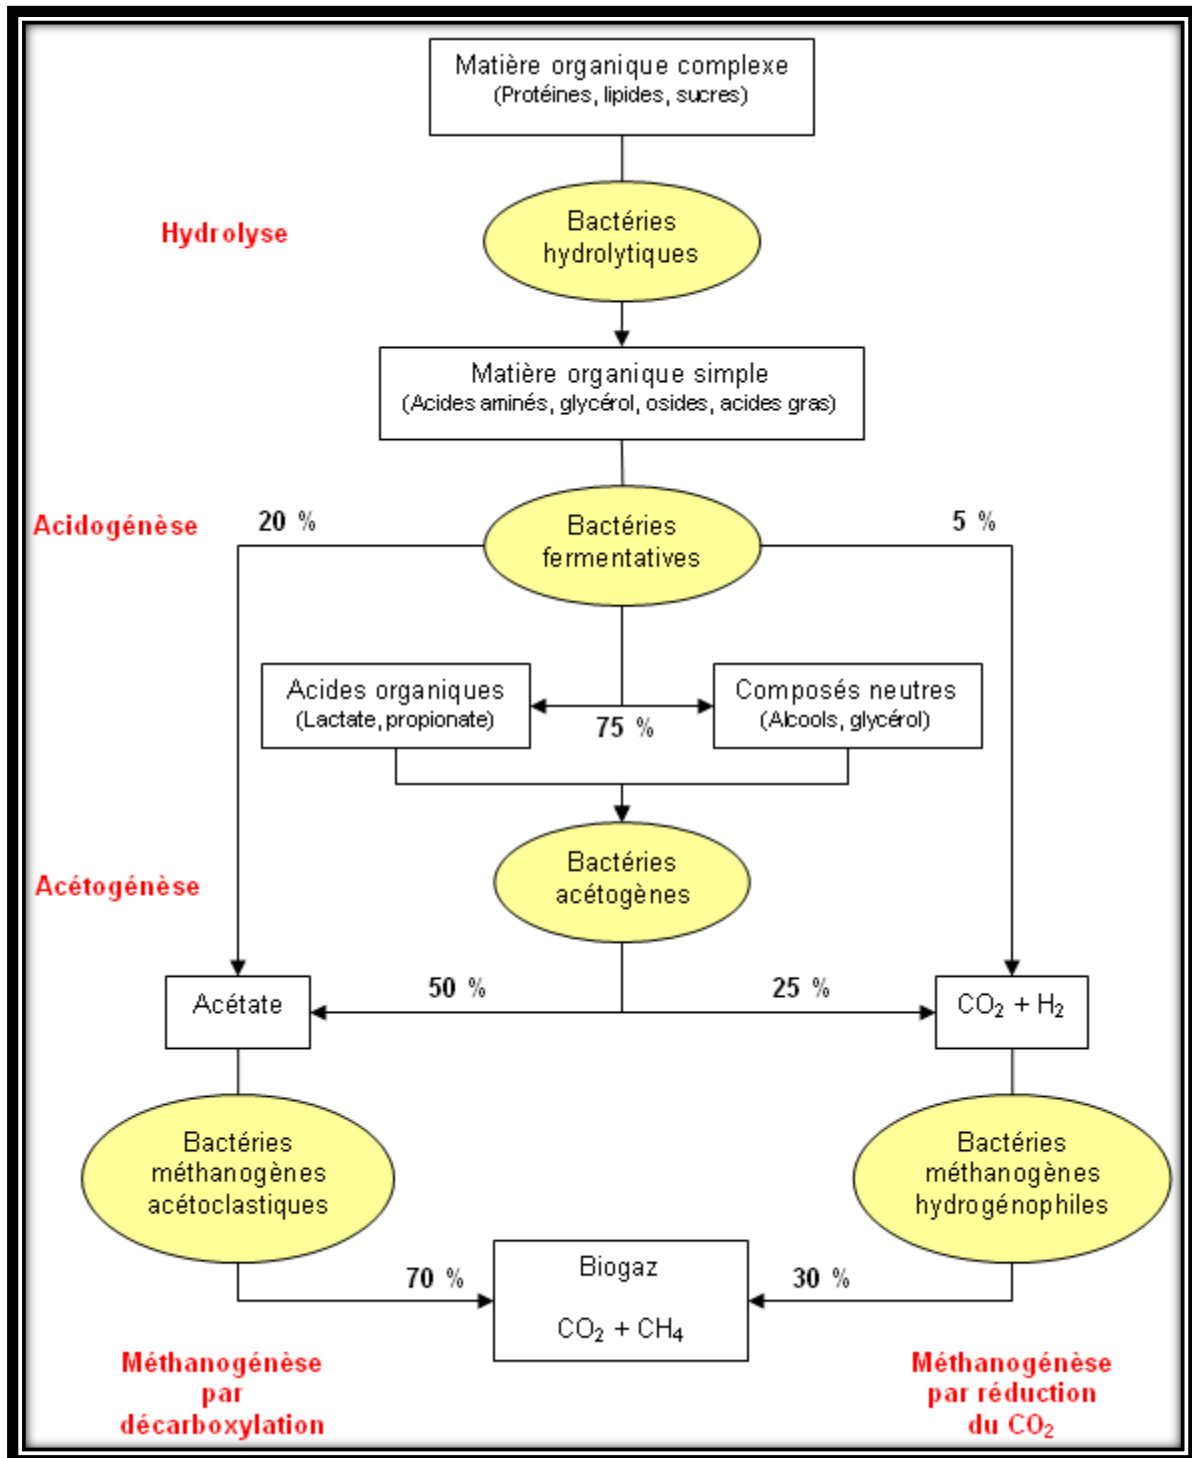 Matière organique complexe
(Protéines, lipides, sucres)
Hydrolyse
Bactéries
hydrolytiques
Matière organique simple
(Acides aminés, glycérol, osides, acides gras)
Acidogénèse
20 %
Bactéries
fermentatives
5 %
Acides organiques
(Lactate, propionate)
75 %
Composés neutres
(Alcools, glycérol)
Acétogénèse
Bactéries
acétogènes
Acétate
50 %
25 %
CO₂ + H₂
Bactéries
méthanogènes
acétoclastiques
Bactéries
méthanogènes
hydrogénophiles
70 %
Biogaz
CO₂ + CH₄
30 %
Méthanogénèse
par
décarboxylation
Méthanogénèse
par réduction
du CO₂